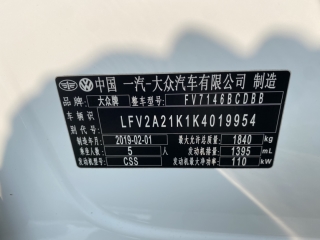 中国 一汽-大众汽车有限公司 制造
品牌 大众牌 整车型号 FV7146BCDBB
车辆识别代号 LFV2A21K1K4019954
制造年月 2019-02-01 最大允许总质量 1840 kg
乘坐人数 5 人 发动机排量 1395 mL
发动机型号 CSS 发动机最大净功率 110 kW